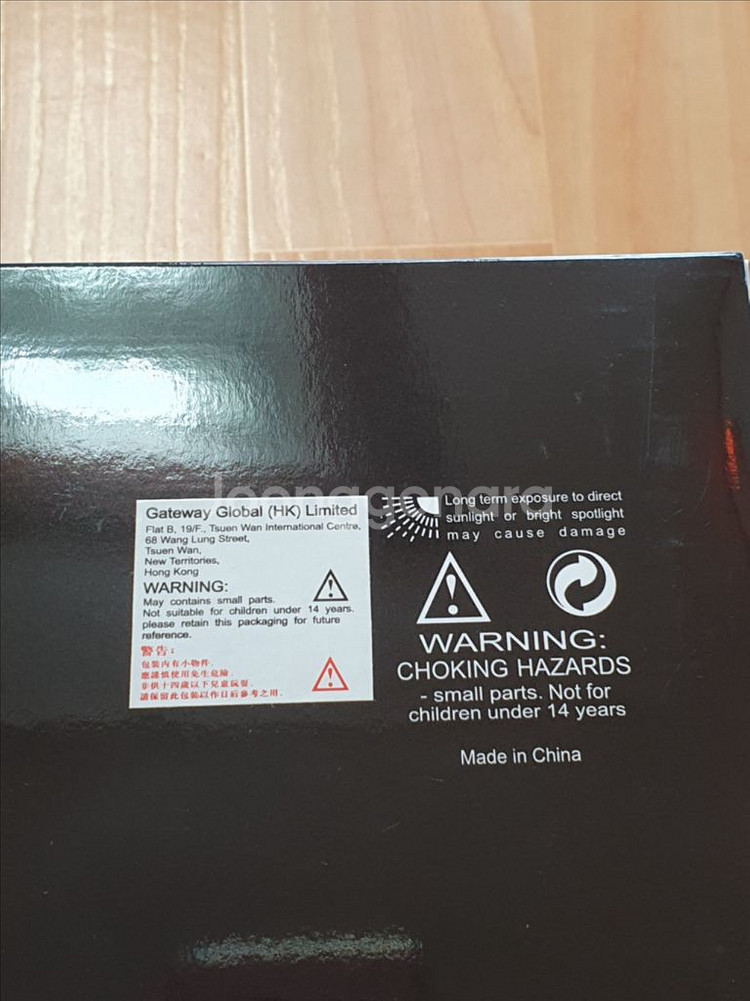 joonggonara
Gateway Global (HK) Limited
Flat B, 19/F., Tsuen Wan International Centre,
68 Wang Lung Street,
Tsuen Wan,
New Territories,
Hong Kong
WARNING:
May contains small parts.
Not suitable for children under 14 years.
please retain this packaging for future
reference.
警告:
包裝内有小物件.
應謹慎使用免生危險.
非供十四歲以下兒童玩耍.
請保留此包裝以作日后參考之用.
Long term exposure to direct
sunlight or bright spotlight
may cause damage
WARNING:
CHOKING HAZARDS
- small parts. Not for
children under 14 years
Made in China